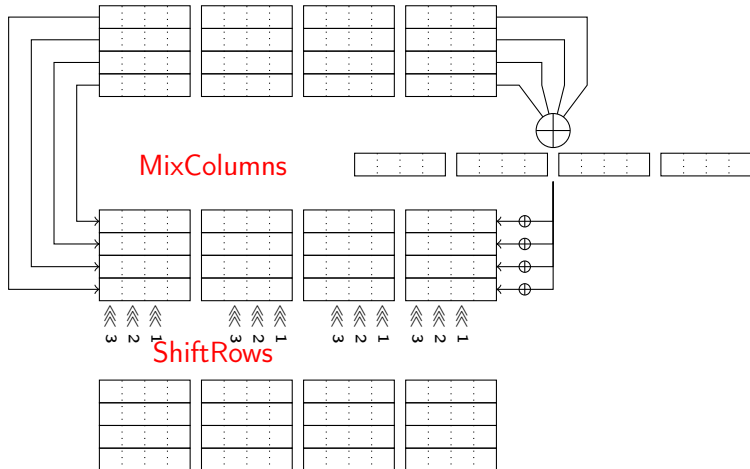 MixColumns
⋙3 ⋙2 ⋙1 ⋙3 ⋙2 ⋙1 ⋙3 ⋙2 ⋙1 ⋙3 ⋙2 ⋙1
ShiftRows